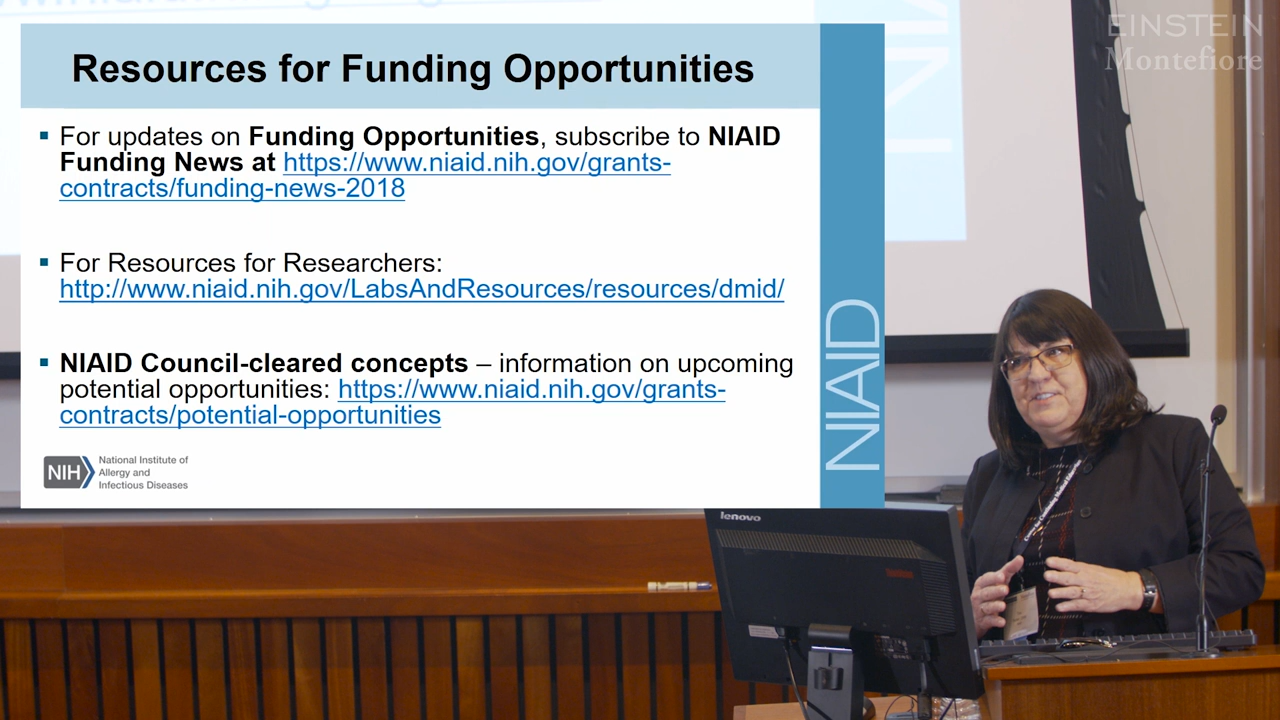 EINSTEIN
Montefiore
Resources for Funding Opportunities
▪ For updates on Funding Opportunities, subscribe to NIAID
Funding News at https://www.niaid.nih.gov/grants-
contracts/funding-news-2018
▪ For Resources for Researchers:
http://www.niaid.nih.gov/LabsAndResources/resources/dmid/
▪ NIAID Council-cleared concepts – information on upcoming
potential opportunities: https://www.niaid.nih.gov/grants-
contracts/potential-opportunities
NIH
National Institute of
Allergy and
Infectious Diseases
NIAID
lenovo